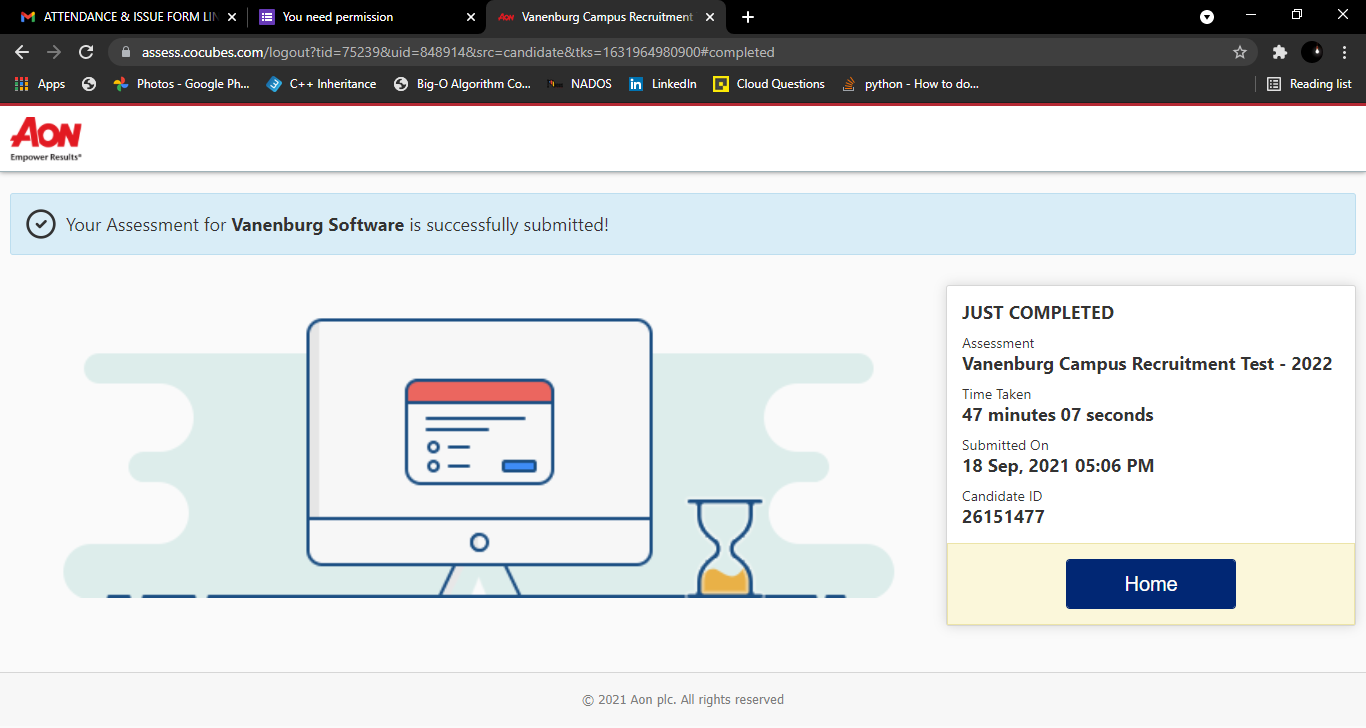 ATTENDANCE & ISSUE FORM LIN
You need permission
Aon
Vanenburg Campus Recruitment
assess.cocubes.com/logout?tid=75239&uid=848914&src=candidate&tks=1631964980900#completed
Apps
Photos - Google Ph...
C++ Inheritance
Big-O Algorithm Co...
NADOS
in
LinkedIn
Cloud Questions
python - How to do...
Reading list
AON
Empower Results®
Your Assessment for Vanenburg Software is successfully submitted!
JUST COMPLETED
Assessment
Vanenburg Campus Recruitment Test - 2022
Time Taken
47 minutes 07 seconds
Submitted On
18 Sep, 2021 05:06 PM
Candidate ID
26151477
Home
© 2021 Aon plc. All rights reserved